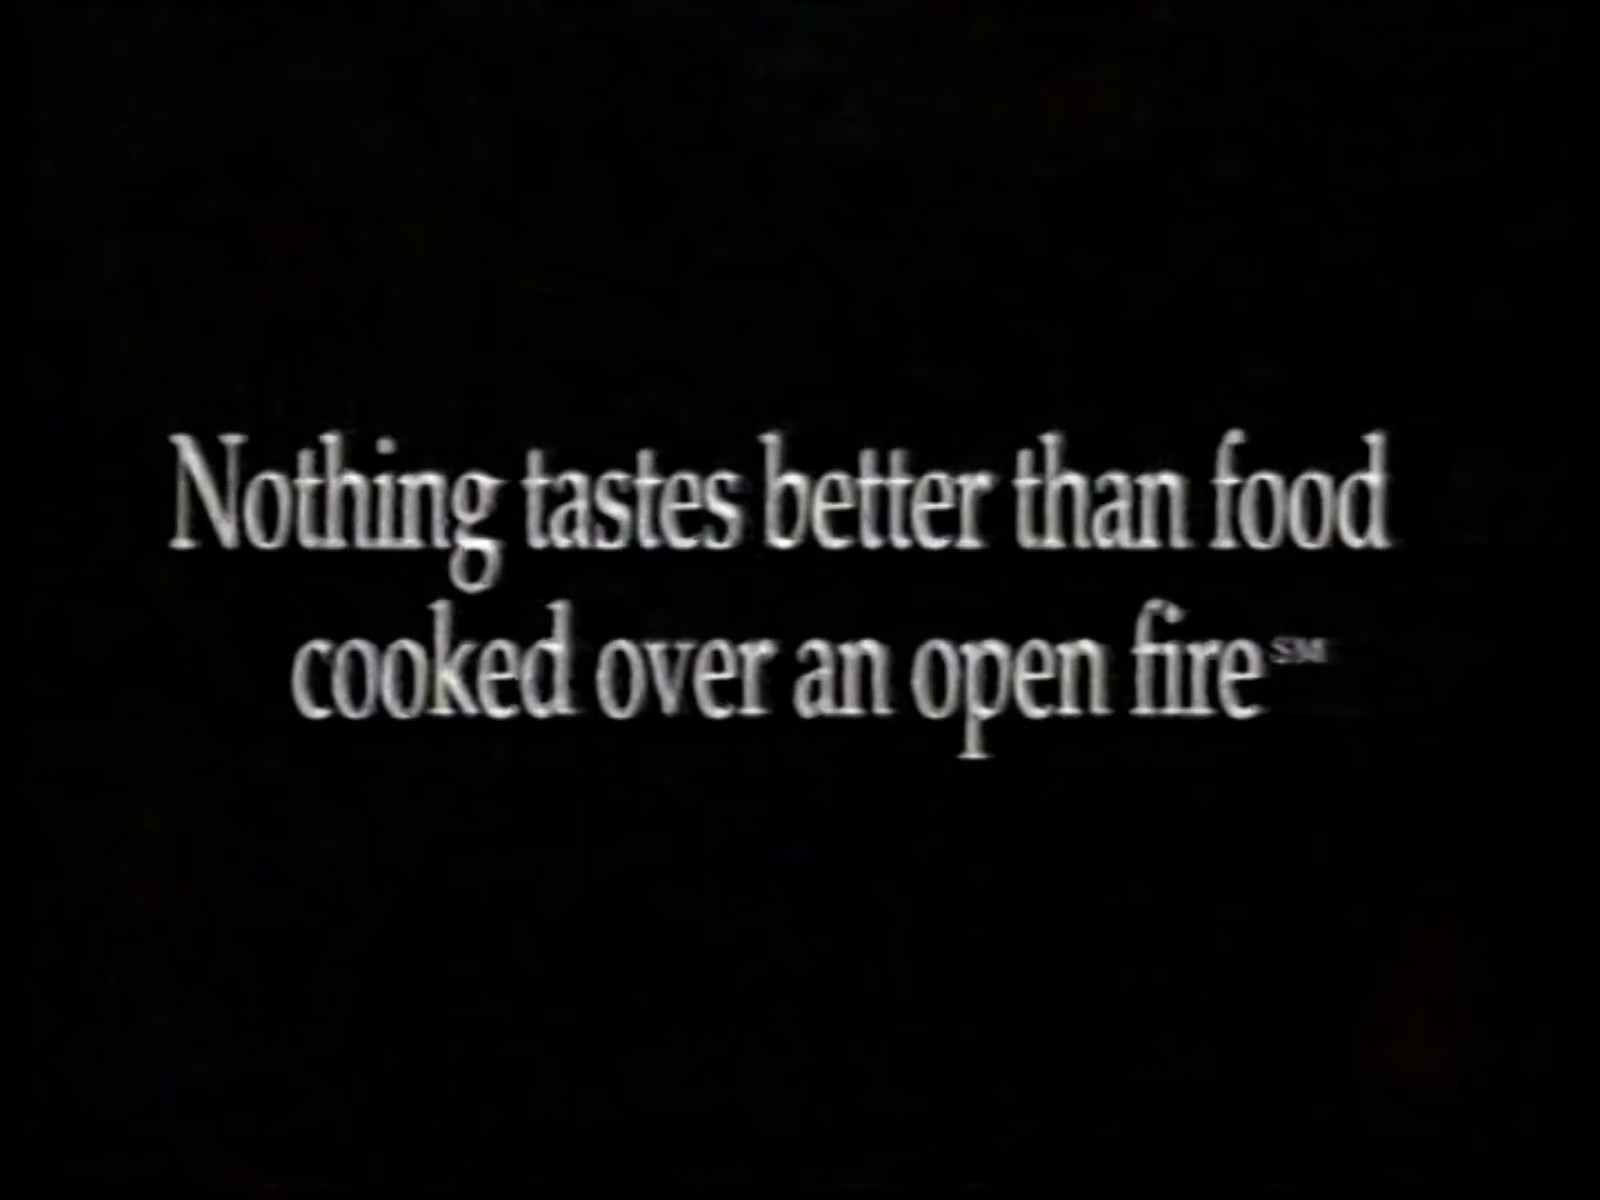 Nothing tastes better than food
cooked over an open fire℠